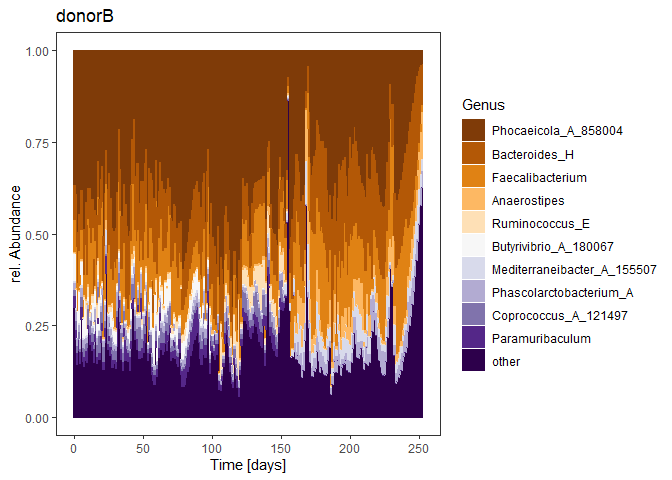 donorB
1.00
0.75
0.50
0.25
0.00
rel. Abundance
0 50 100 150 200 250
Time [days]
Genus
Phocaeicola_A_858004
Bacteroides_H
Faecalibacterium
Anaerostipes
Ruminococcus_E
Butyrivibrio_A_180067
Mediterraneibacter_A_155507
Phascolarctobacterium_A
Coprococcus_A_121497
Paramuribaculum
other